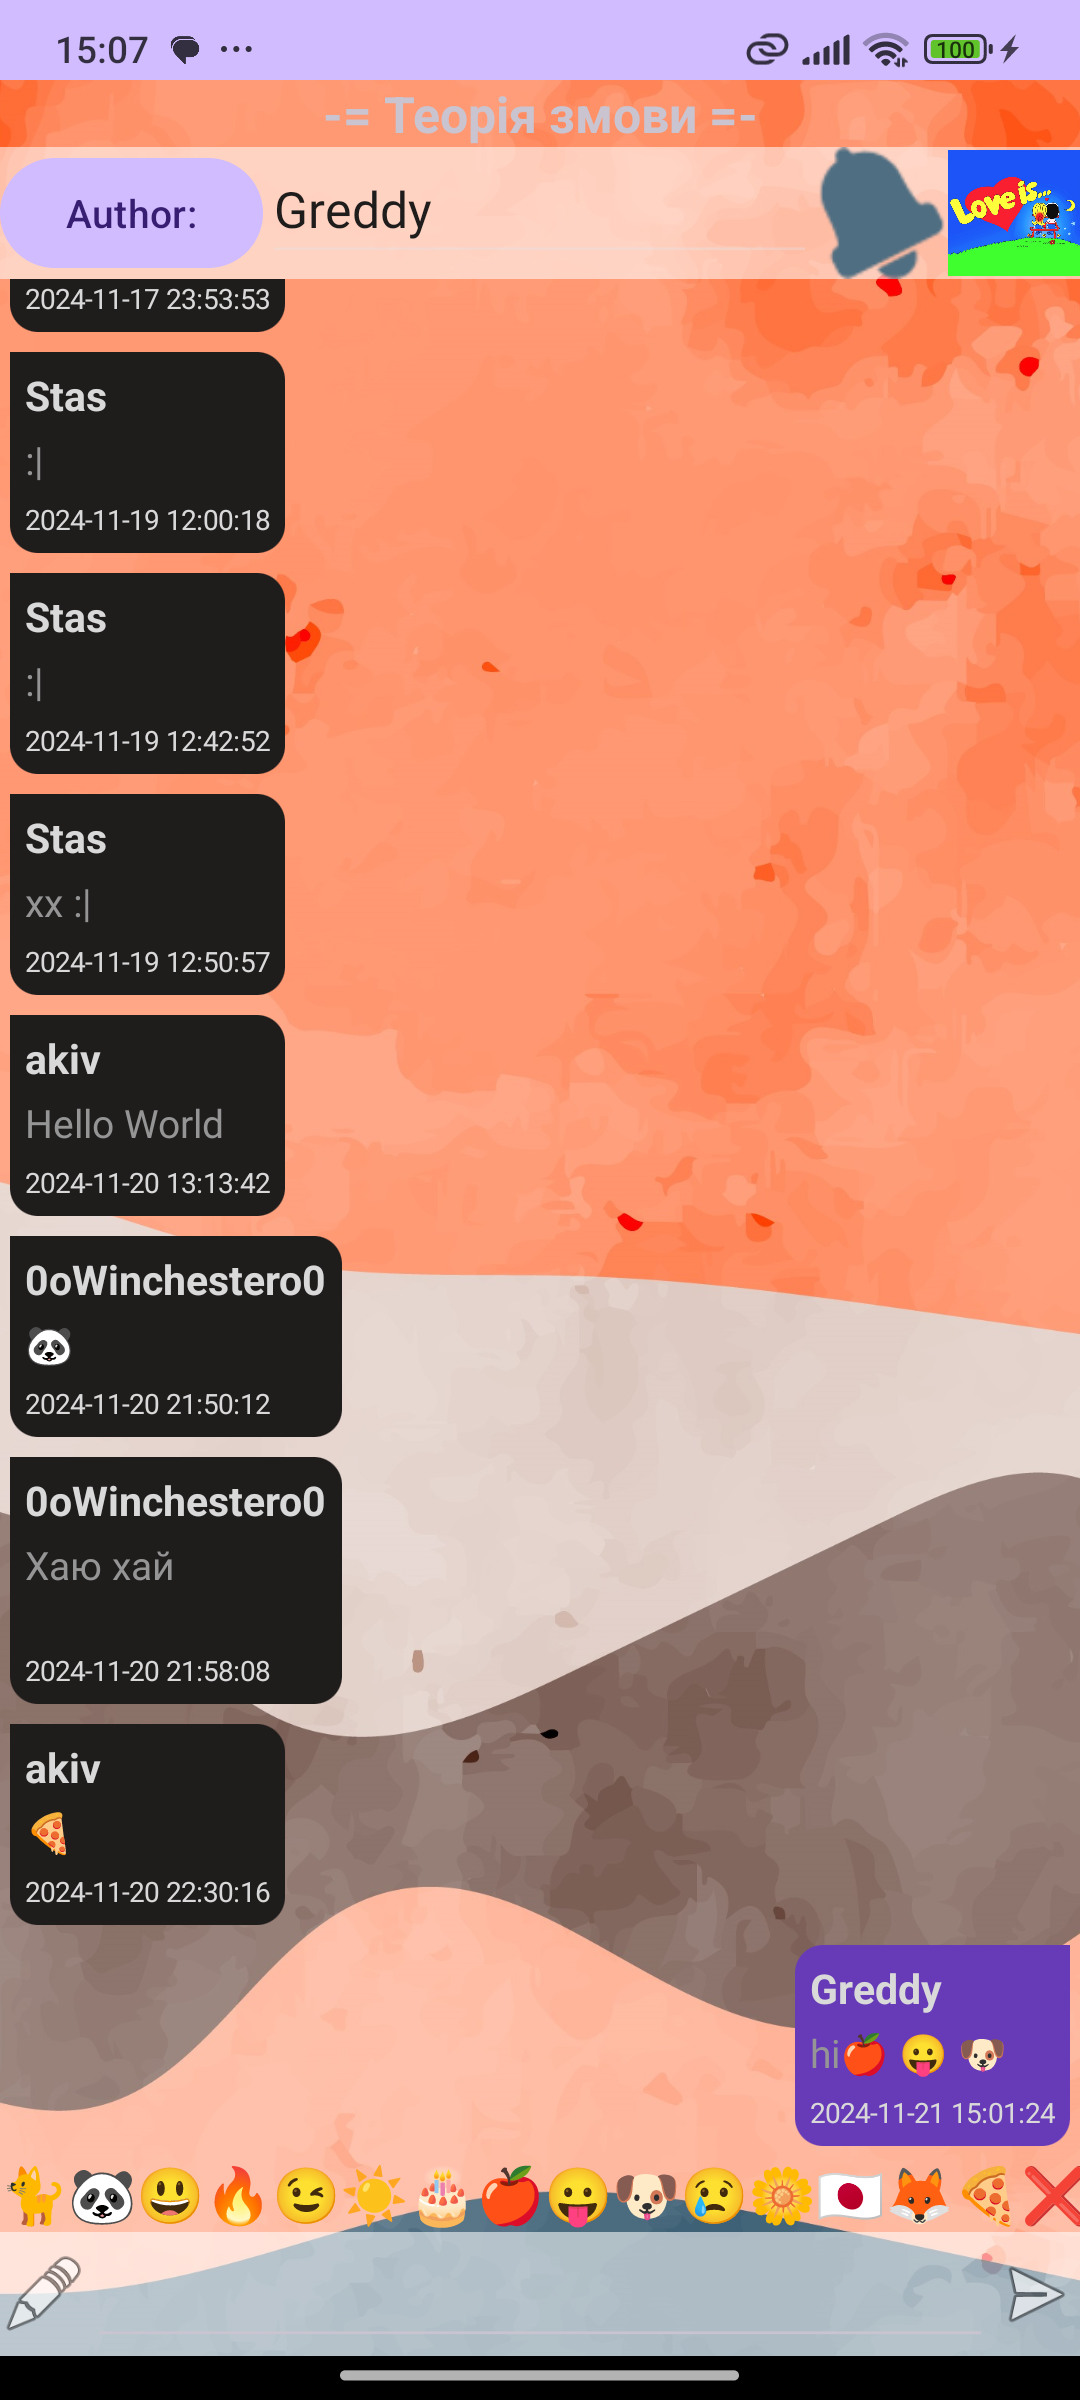 15:07
100
-= Теорія змови =-
Author: Greddy
Love is...
2024-11-17 23:53:53
Stas
:|
2024-11-19 12:00:18
Stas
:|
2024-11-19 12:42:52
Stas
xx :|
2024-11-19 12:50:57
akiv
Hello World
2024-11-20 13:13:42
0oWinchestero0
🐼
2024-11-20 21:50:12
0oWinchestero0
Хаю хай
2024-11-20 21:58:08
akiv
🍕
2024-11-20 22:30:16
Greddy
hi🍎 😛 🐶
2024-11-21 15:01:24